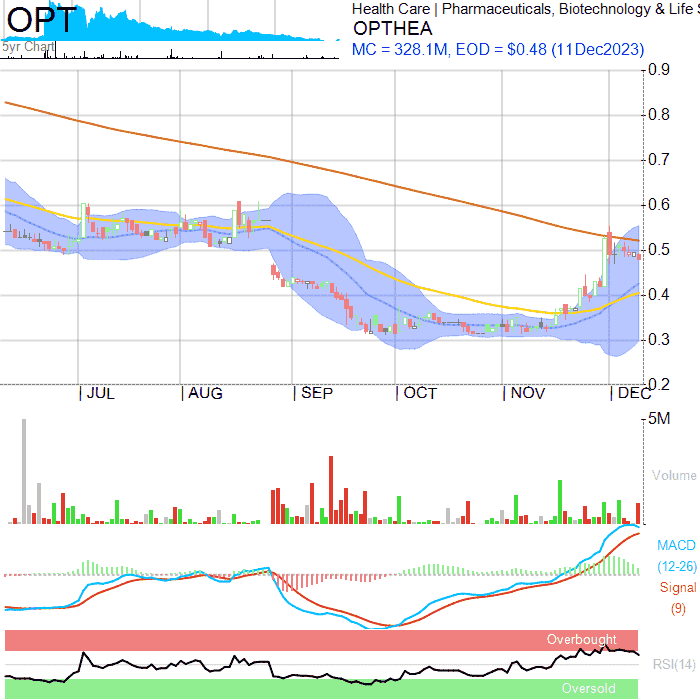 OPT
5yr Chart
Health Care | Pharmaceuticals, Biotechnology & Life S
OPTHEA
MC = 328.1M, EOD = $0.48 (11Dec2023)
0.9
0.8
0.7
0.6
0.5
0.4
0.3
0.2
JUL
AUG
SEP
OCT
NOV
DEC
5M
Volume
MACD
(12-26)
Signal
(9)
Overbought
RSI(14)
Oversold